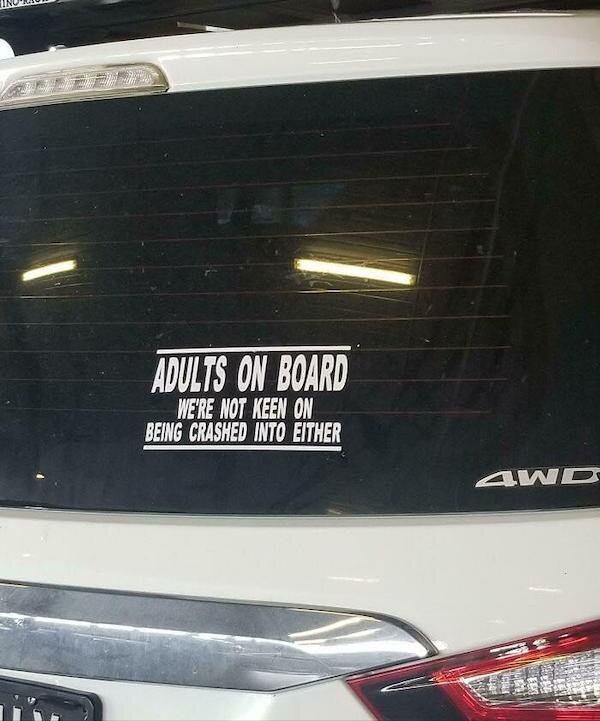 ADULTS ON BOARD
WE'RE NOT KEEN ON
BEING CRASHED INTO EITHER
4WD